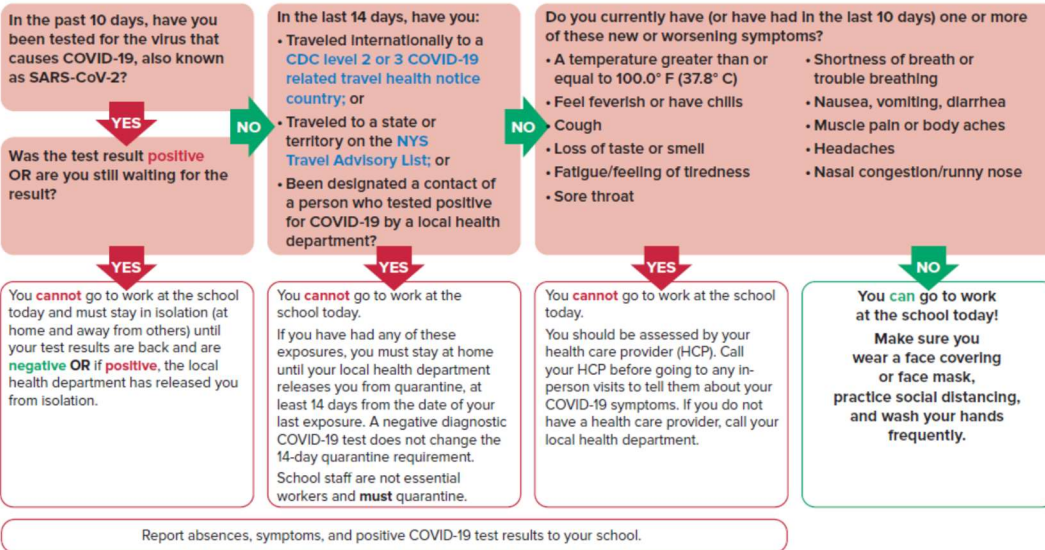 In the past 10 days, have you
been tested for the virus that
causes COVID-19, also known
as SARS-CoV-2?
YES
Was the test result positive
OR are you still waiting for the
result?
YES
You cannot go to work at the school
today and must stay in isolation (at
home and away from others) until
your test results are back and are
negative OR if positive, the local
health department has released you
from isolation.
NO
In the last 14 days, have you:
• Traveled internationally to a
CDC level 2 or 3 COVID-19
related travel health notice
country; or
• Traveled to a state or
territory on the NYS
Travel Advisory List; or
• Been designated a contact of
a person who tested positive
for COVID-19 by a local health
department?
YES
You cannot go to work at the
school today.
If you have had any of these
exposures, you must stay at home
until your local health department
releases you from quarantine, at
least 14 days from the date of your
last exposure. A negative diagnostic
COVID-19 test does not change the
14-day quarantine requirement.
School staff are not essential
workers and must quarantine.
NO
Do you currently have (or have had in the last 10 days) one or more
of these new or worsening symptoms?
• A temperature greater than or
equal to 100.0° F (37.8° C)
• Feel feverish or have chills
• Cough
• Loss of taste or smell
• Fatigue/feeling of tiredness
• Sore throat
• Shortness of breath or
trouble breathing
• Nausea, vomiting, diarrhea
• Muscle pain or body aches
• Headaches
• Nasal congestion/runny nose
YES
You cannot go to work at the school
today.
You should be assessed by your
health care provider (HCP). Call
your HCP before going to any in-
person visits to tell them about your
COVID-19 symptoms. If you do not
have a health care provider, call your
local health department.
NO
You can go to work
at the school today!
Make sure you
wear a face covering
or face mask,
practice social distancing,
and wash your hands
frequently.
Report absences, symptoms, and positive COVID-19 test results to your school.